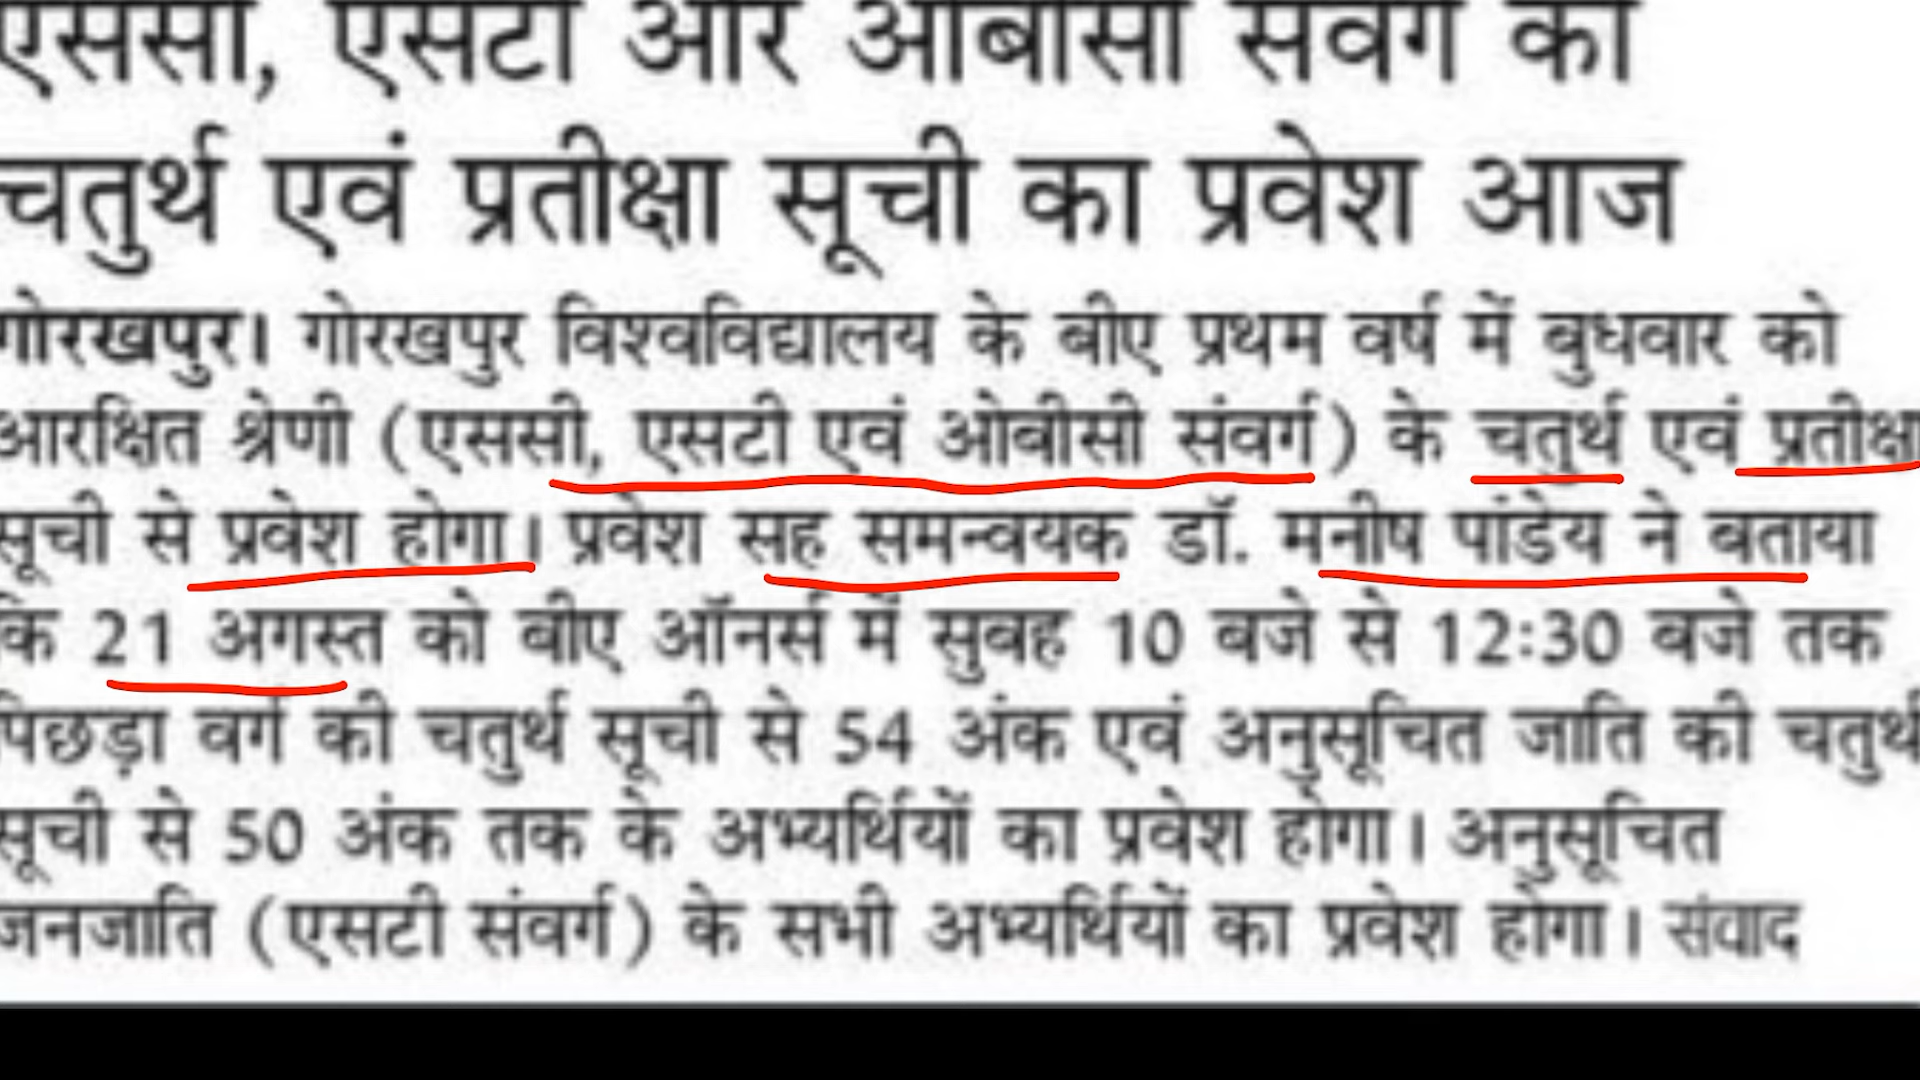 एससी, एसटी और ओबीसी संवर्ग का
चतुर्थ एवं प्रतीक्षा सूची का प्रवेश आज
गोरखपुर। गोरखपुर विश्वविद्यालय के बीए प्रथम वर्ष में बुधवार को
आरक्षित श्रेणी (एससी, एसटी एवं ओबीसी संवर्ग) के चतुर्थ एवं प्रतीक्षा
सूची से प्रवेश होगा। प्रवेश सह समन्वयक डॉ. मनीष पांडेय ने बताया
कि 21 अगस्त को बीए ऑनर्स में सुबह 10 बजे से 12:30 बजे तक
पिछड़ा वर्ग की चतुर्थ सूची से 54 अंक एवं अनुसूचित जाति की चतुर्थ
सूची से 50 अंक तक के अभ्यर्थियों का प्रवेश होगा। अनुसूचित
जनजाति (एसटी संवर्ग) के सभी अभ्यर्थियों का प्रवेश होगा। संवाद